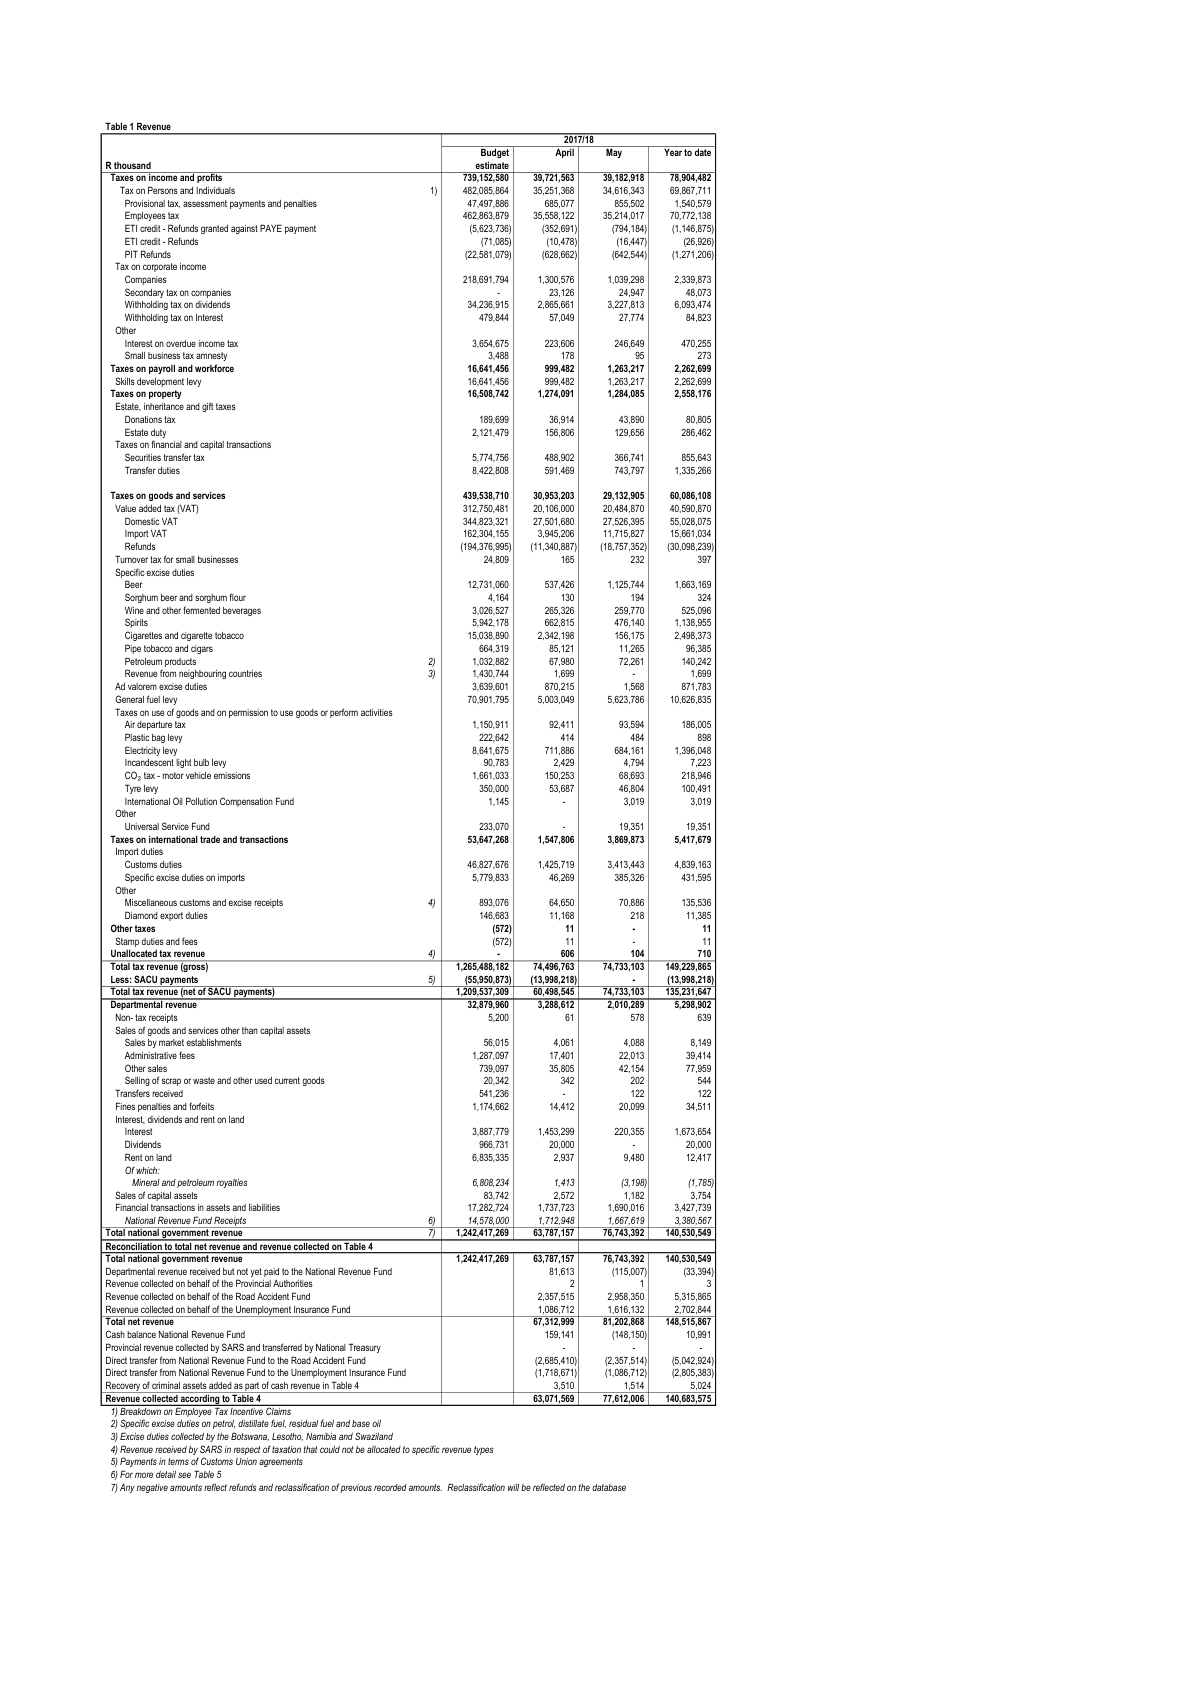 Table 1 Revenue
2017/18
Budget April May Year to date
R thousand estimate
Taxes on income and profits 739,152,580 39,721,563 39,182,918 78,904,482
Tax on Persons and Individuals 1) 482,085,864 35,251,368 34,616,343 69,867,711
Provisional tax, assessment payments and penalties 47,497,886 685,077 855,502 1,540,579
Employees tax 462,863,879 35,558,122 35,214,017 70,772,138
ETI credit - Refunds granted against PAYE payment (5,623,736) (352,691) (794,184) (1,146,875)
ETI credit - Refunds (71,085) (10,478) (16,447) (26,926)
PIT Refunds (22,581,079) (628,662) (642,544) (1,271,206)
Tax on corporate income
Companies 218,691,794 1,300,576 1,039,298 2,339,873
Secondary tax on companies - 23,126 24,947 48,073
Withholding tax on dividends 34,236,915 2,865,661 3,227,813 6,093,474
Withholding tax on Interest 479,844 57,049 27,774 84,823
Other
Interest on overdue income tax 3,654,675 223,606 246,649 470,255
Small business tax amnesty 3,488 178 95 273
Taxes on payroll and workforce 16,641,456 999,482 1,263,217 2,262,699
Skills development levy 16,641,456 999,482 1,263,217 2,262,699
Taxes on property 16,508,742 1,274,091 1,284,085 2,558,176
Estate, inheritance and gift taxes
Donations tax 189,699 36,914 43,890 80,805
Estate duty 2,121,479 156,806 129,656 286,462
Taxes on financial and capital transactions
Securities transfer tax 5,774,756 488,902 366,741 855,643
Transfer duties 8,422,808 591,469 743,797 1,335,266
Taxes on goods and services 439,538,710 30,953,203 29,132,905 60,086,108
Value added tax (VAT) 312,750,481 20,106,000 20,484,870 40,590,870
Domestic VAT 344,823,321 27,501,680 27,526,395 55,028,075
Import VAT 162,304,155 3,945,206 11,715,827 15,661,034
Refunds (194,376,995) (11,340,887) (18,757,352) (30,098,239)
Turnover tax for small businesses 24,809 165 232 397
Specific excise duties
Beer 12,731,060 537,426 1,125,744 1,663,169
Sorghum beer and sorghum flour 4,164 130 194 324
Wine and other fermented beverages 3,026,527 265,326 259,770 525,096
Spirits 5,942,178 662,815 476,140 1,138,955
Cigarettes and cigarette tobacco 15,038,890 2,342,198 156,175 2,498,373
Pipe tobacco and cigars 664,319 85,121 11,265 96,385
Petroleum products 2) 1,032,882 67,980 72,261 140,242
Revenue from neighbouring countries 3) 1,430,744 1,699 - 1,699
Ad valorem excise duties 3,639,601 870,215 1,568 871,783
General fuel levy 70,901,795 5,003,049 5,623,786 10,626,835
Taxes on use of goods and on permission to use goods or perform activities
Air departure tax 1,150,911 92,411 93,594 186,005
Plastic bag levy 222,642 414 484 898
Electricity levy 8,641,675 711,886 684,161 1,396,048
Incandescent light bulb levy 90,783 2,429 4,794 7,223
CO₂ tax - motor vehicle emissions 1,661,033 150,253 68,693 218,946
Tyre levy 350,000 53,687 46,804 100,491
International Oil Pollution Compensation Fund 1,145 - 3,019 3,019
Other
Universal Service Fund 233,070 - 19,351 19,351
Taxes on international trade and transactions 53,647,268 1,547,806 3,869,873 5,417,679
Import duties
Customs duties 46,827,676 1,425,719 3,413,443 4,839,163
Specific excise duties on imports 5,779,833 46,269 385,326 431,595
Other
Miscellaneous customs and excise receipts 4) 893,076 64,650 70,886 135,536
Diamond export duties 146,683 11,168 218 11,385
Other taxes (572) 11 - 11
Stamp duties and fees (572) 11 - 11
Unallocated tax revenue 4) - 606 104 710
Total tax revenue (gross) 1,265,488,182 74,496,763 74,733,103 149,229,865
Less: SACU payments 5) (55,950,873) (13,998,218) - (13,998,218)
Total tax revenue (net of SACU payments) 1,209,537,309 60,498,545 74,733,103 135,231,647
Departmental revenue 32,879,960 3,288,612 2,010,289 5,298,902
Non- tax receipts 5,200 61 578 639
Sales of goods and services other than capital assets
Sales by market establishments 56,015 4,061 4,088 8,149
Administrative fees 1,287,097 17,401 22,013 39,414
Other sales 739,097 35,805 42,154 77,959
Selling of scrap or waste and other used current goods 20,342 342 202 544
Transfers received 541,236 - 122 122
Fines penalties and forfeits 1,174,662 14,412 20,099 34,511
Interest, dividends and rent on land
Interest 3,887,779 1,453,299 220,355 1,673,654
Dividends 966,731 20,000 - 20,000
Rent on land 6,835,335 2,937 9,480 12,417
Of which:
Mineral and petroleum royalties 6,808,234 1,413 (3,198) (1,785)
Sales of capital assets 83,742 2,572 1,182 3,754
Financial transactions in assets and liabilities 17,282,724 1,737,723 1,690,016 3,427,739
National Revenue Fund Receipts 6) 14,578,000 1,712,948 1,667,619 3,380,567
Total national government revenue 7) 1,242,417,269 63,787,157 76,743,392 140,530,549
Reconciliation to total net revenue and revenue collected on Table 4
Total national government revenue 1,242,417,269 63,787,157 76,743,392 140,530,549
Departmental revenue received but not yet paid to the National Revenue Fund 81,613 (115,007) (33,394)
Revenue collected on behalf of the Provincial Authorities 2 1 3
Revenue collected on behalf of the Road Accident Fund 2,357,515 2,958,350 5,315,865
Revenue collected on behalf of the Unemployment Insurance Fund 1,086,712 1,616,132 2,702,844
Total net revenue 67,312,999 81,202,868 148,515,867
Cash balance National Revenue Fund 159,141 (148,150) 10,991
Provincial revenue collected by SARS and transferred by National Treasury - - -
Direct transfer from National Revenue Fund to the Road Accident Fund (2,685,410) (2,357,514) (5,042,924)
Direct transfer from National Revenue Fund to the Unemployment Insurance Fund (1,718,671) (1,086,712) (2,805,383)
Recovery of criminal assets added as part of cash revenue in Table 4 3,510 1,514 5,024
Revenue collected according to Table 4 63,071,569 77,612,006 140,683,575
1) Breakdown on Employee Tax Incentive Claims
2) Specific excise duties on petrol, distillate fuel, residual fuel and base oil
3) Excise duties collected by the Botswana, Lesotho, Namibia and Swaziland
4) Revenue received by SARS in respect of taxation that could not be allocated to specific revenue types
5) Payments in terms of Customs Union agreements
6) For more detail see Table 5
7) Any negative amounts reflect refunds and reclassification of previous recorded amounts. Reclassification will be reflected on the database